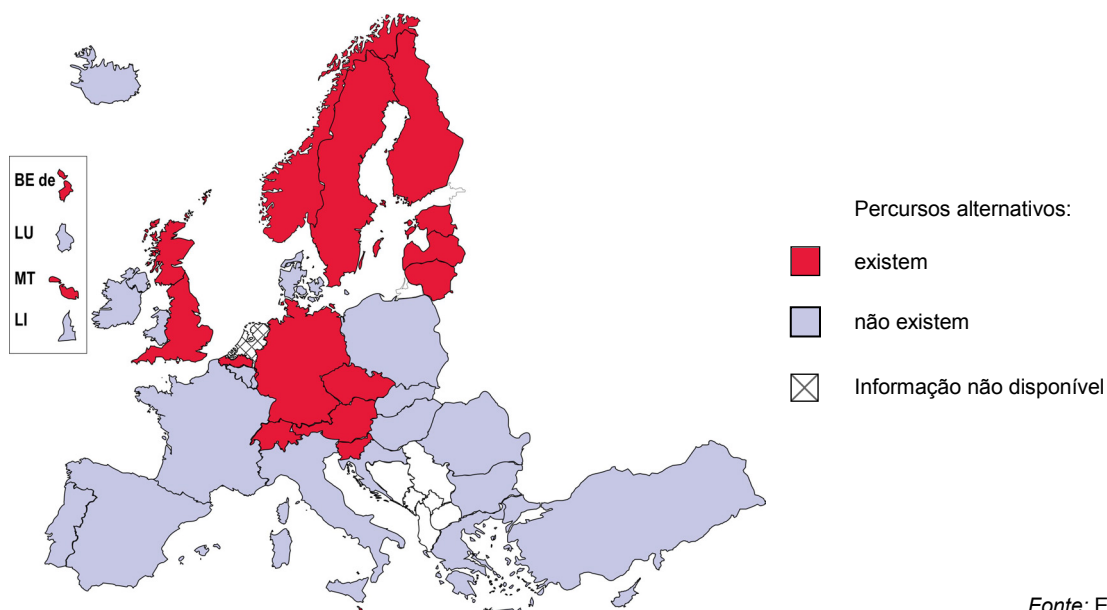 BE de
LU
MT
LI
Percursos alternativos:
existem
não existem
Informação não disponível
Fonte: E